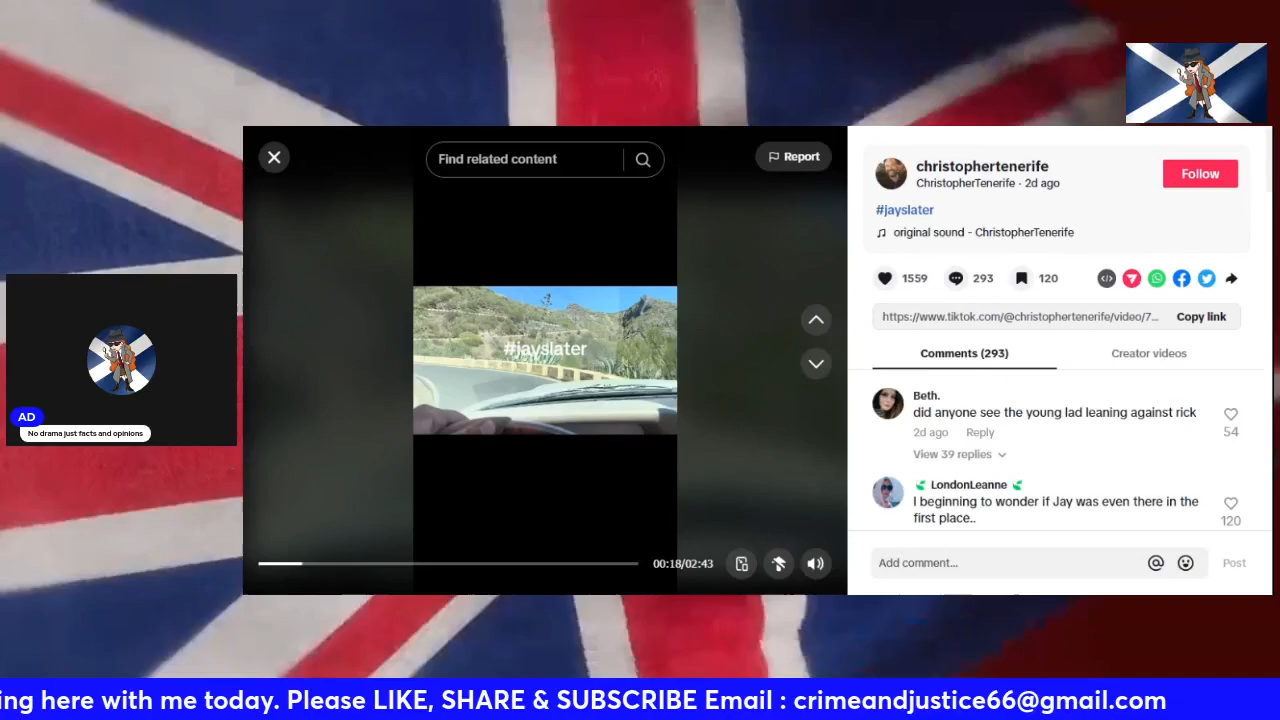 Find related content
Report
#jayslater
00:18/02:43
christophertenerife
ChristopherTenerife · 2d ago
Follow
#jayslater
original sound - ChristopherTenerife
1559
293
120
https://www.tiktok.com/@christophertenerife/video/7...
Copy link
Comments (293)
Creator videos
Beth.
did anyone see the young lad leaning against rick
54
2d ago Reply
View 39 replies
LondonLeanne
I beginning to wonder if Jay was even there in the
first place..
120
Add comment...
Post
AD
No drama just facts and opinions
ing here with me today. Please LIKE, SHARE & SUBSCRIBE Email : crimeandjustice66@gmail.com